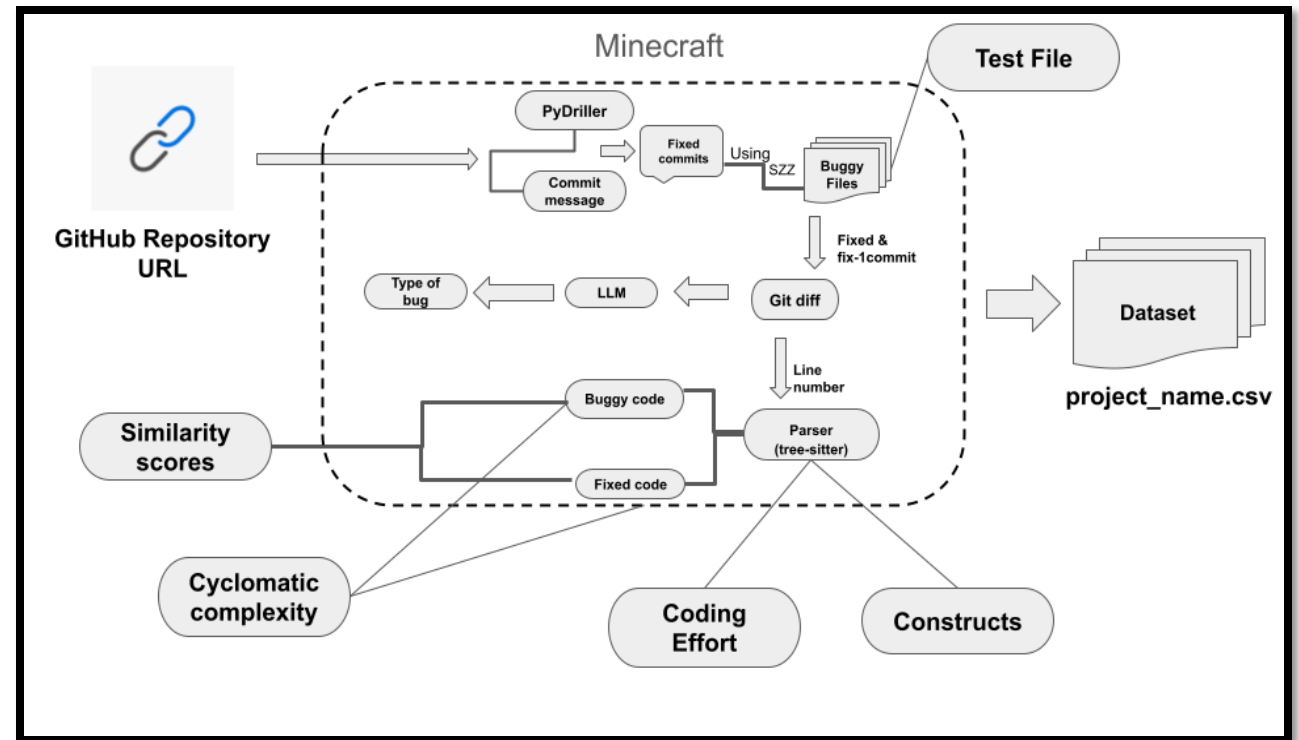 Minecraft
Test File
PyDriller
Fixed
commits
Using
SZZ
Buggy
Files
Commit
message
GitHub Repository
URL
Fixed &
fix-1commit
Type of
bug
LLM
Git diff
Dataset
project_name.csv
Line
number
Buggy code
Similarity
scores
Parser
(tree-sitter)
Fixed code
Cyclomatic
complexity
Coding
Effort
Constructs